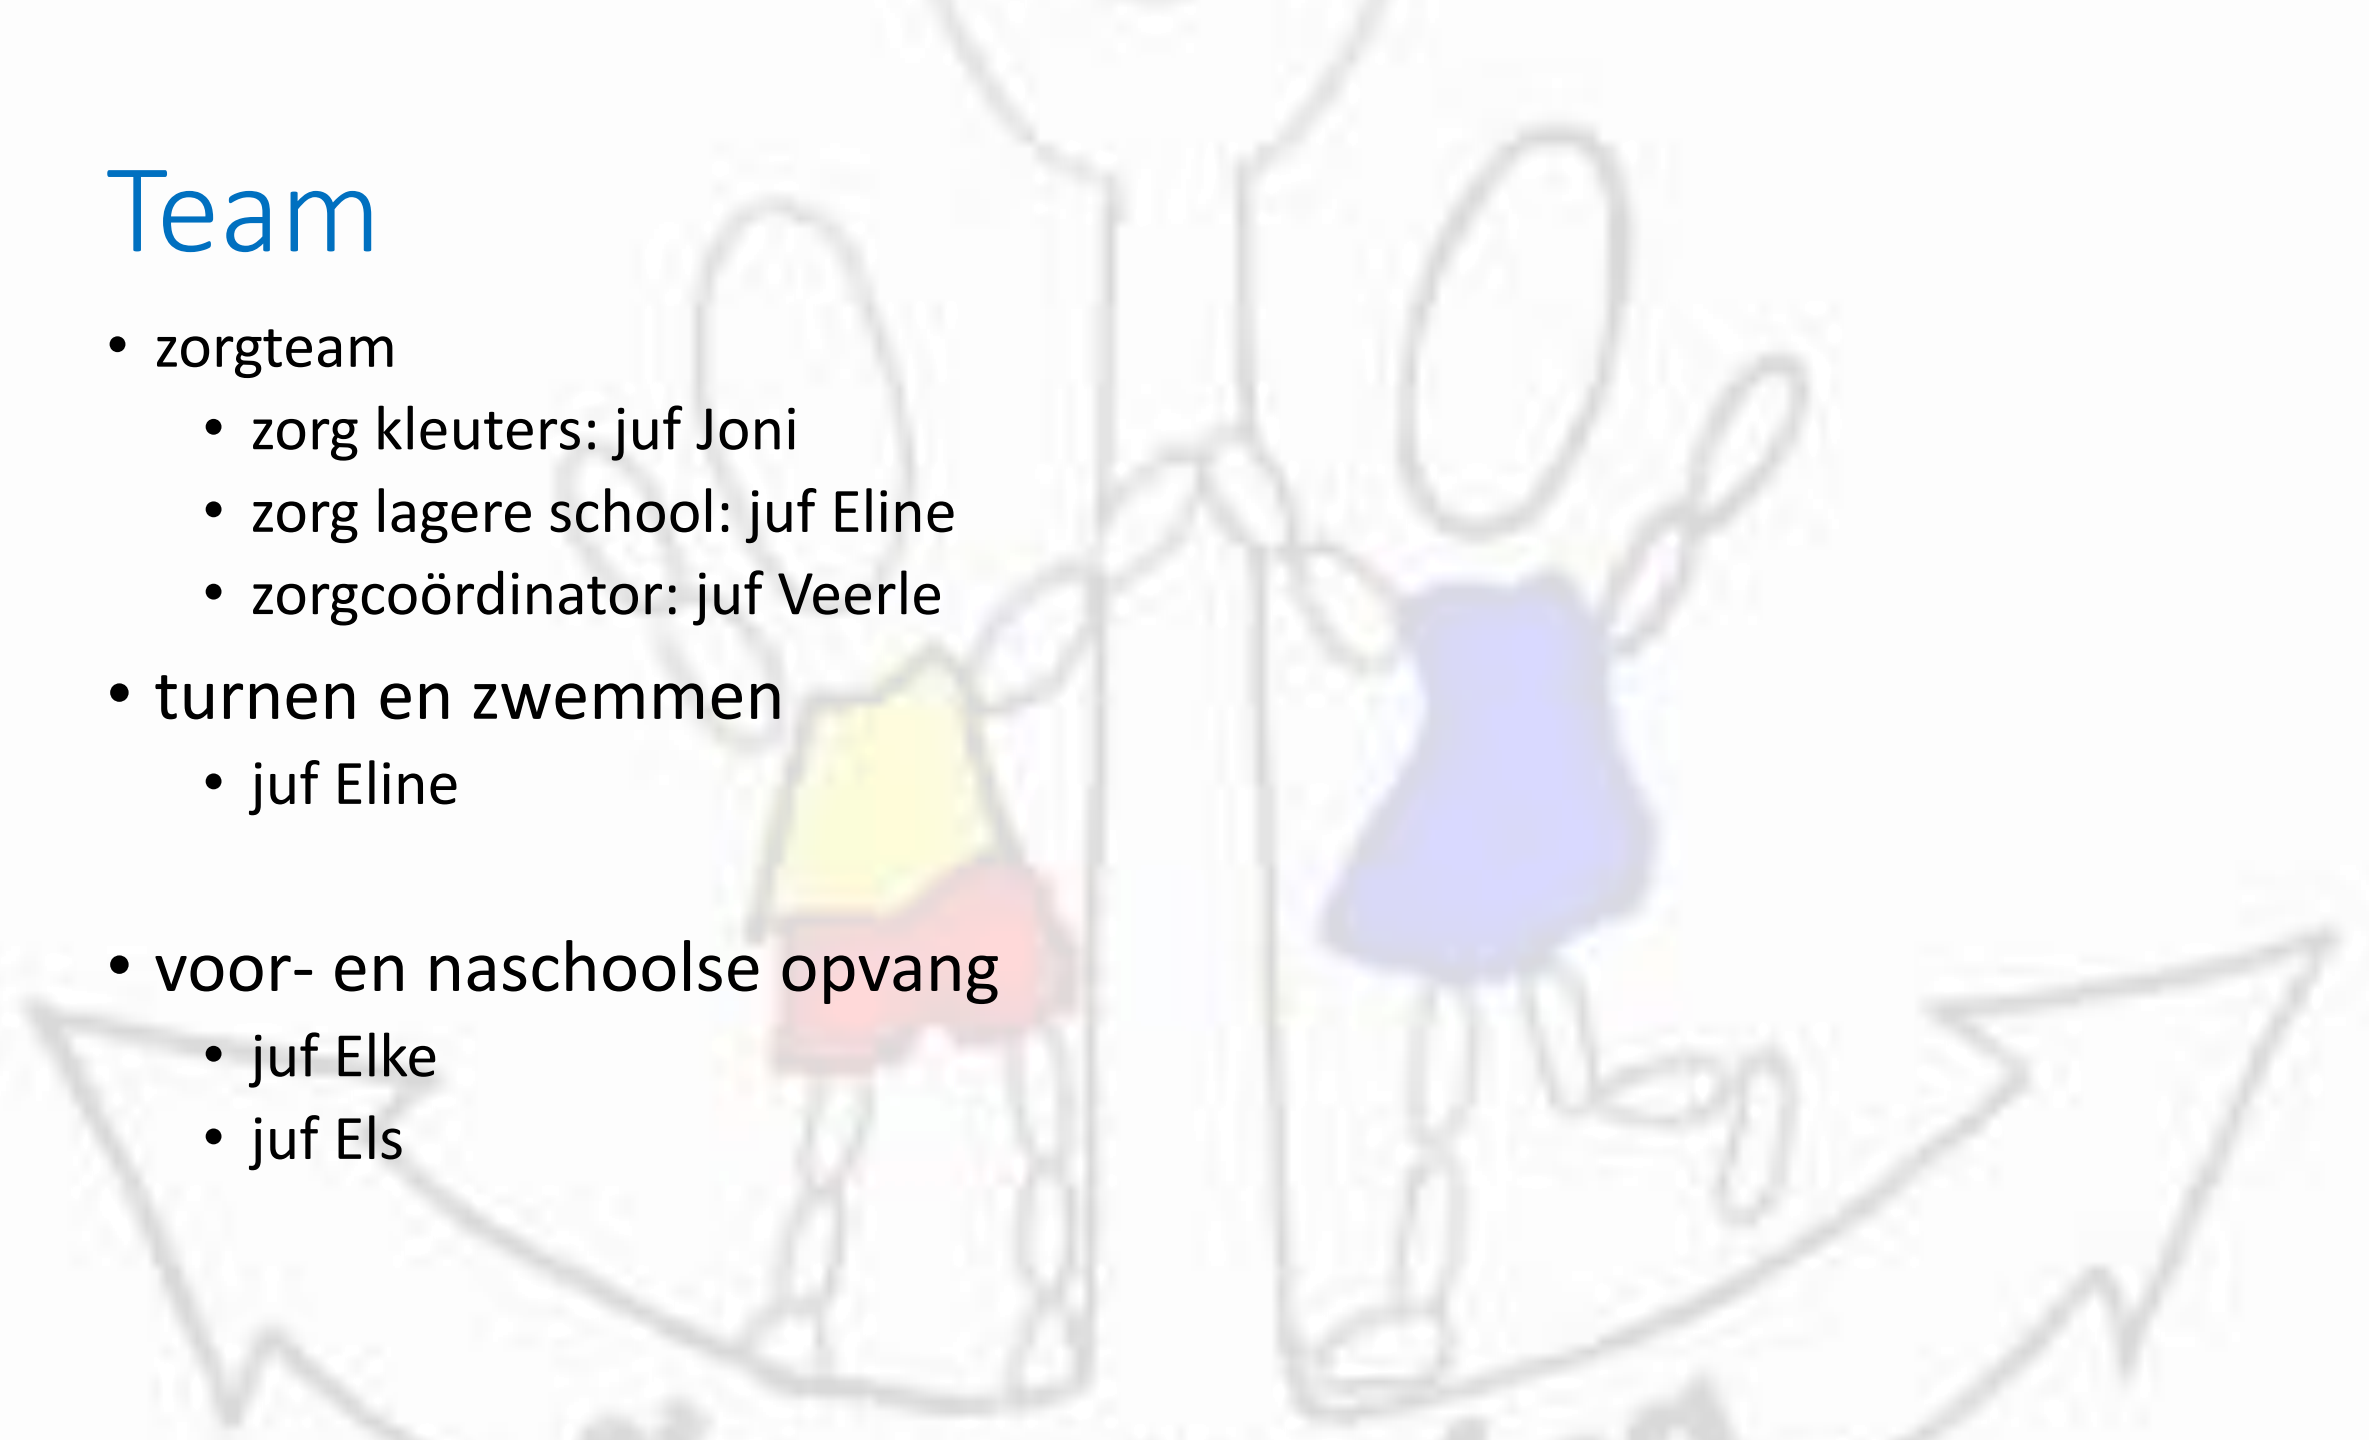 Team
• zorgteam
• zorg kleuters: juf Joni
• zorg lagere school: juf Eline
• zorgcoördinator: juf Veerle
• turnen en zwemmen
• juf Eline
• voor- en naschoolse opvang
• juf Elke
• juf Els